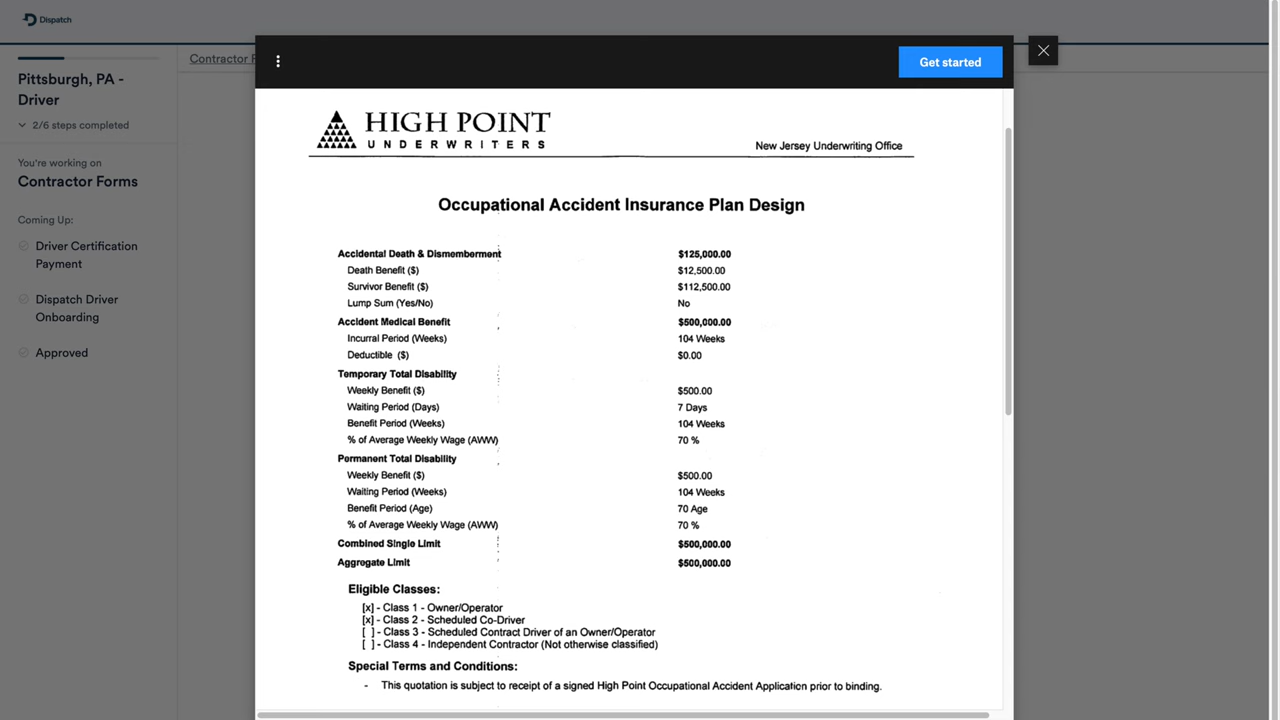 Dispatch
Get started
Contractor F
Pittsburgh, PA -
Driver
2/6 steps completed
You're working on
Contractor Forms
Coming Up:
Driver Certification
Payment
Dispatch Driver
Onboarding
Approved
HIGH POINT
UNDERWRITERS
New Jersey Underwriting Office
Occupational Accident Insurance Plan Design
Accidental Death & Dismemberment $125,000.00
Death Benefit ($) $12,500.00
Survivor Benefit ($) $112,500.00
Lump Sum (Yes/No) No
Accident Medical Benefit $500,000.00
Incurral Period (Weeks) 104 Weeks
Deductible ($) $0.00
Temporary Total Disability
Weekly Benefit ($) $500.00
Waiting Period (Days) 7 Days
Benefit Period (Weeks) 104 Weeks
% of Average Weekly Wage (AWW) 70 %
Permanent Total Disability
Weekly Benefit ($) $500.00
Waiting Period (Weeks) 104 Weeks
Benefit Period (Age) 70 Age
% of Average Weekly Wage (AWW) 70 %
Combined Single Limit $500,000.00
Aggregate Limit $500,000.00
Eligible Classes:
[x] - Class 1 - Owner/Operator
[x] - Class 2 - Scheduled Co-Driver
[ ] - Class 3 - Scheduled Contract Driver of an Owner/Operator
[ ] - Class 4 - Independent Contractor (Not otherwise classified)
Special Terms and Conditions:
- This quotation is subject to receipt of a signed High Point Occupational Accident Application prior to binding.